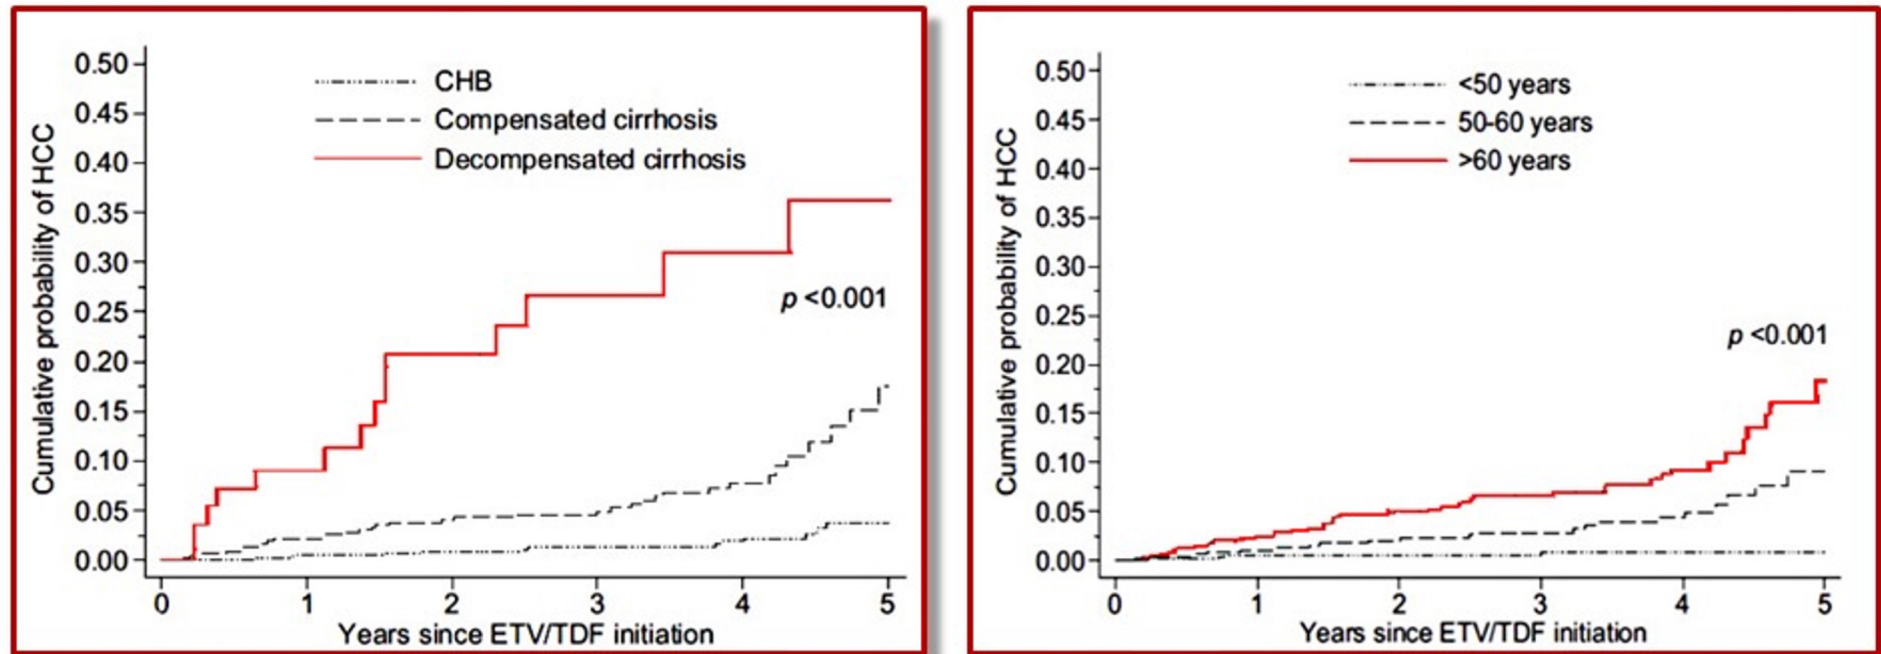 Cumulative probability of HCC
0.50
0.45
0.40
0.35
0.30
0.25
0.20
0.15
0.10
0.05
0.00
CHB
Compensated cirrhosis
Decompensated cirrhosis
p <0.001
0 1 2 3 4 5
Years since ETV/TDF initiation
Cumulative probability of HCC
0.50
0.45
0.40
0.35
0.30
0.25
0.20
0.15
0.10
0.05
0.00
<50 years
50-60 years
>60 years
p <0.001
0 1 2 3 4 5
Years since ETV/TDF initiation